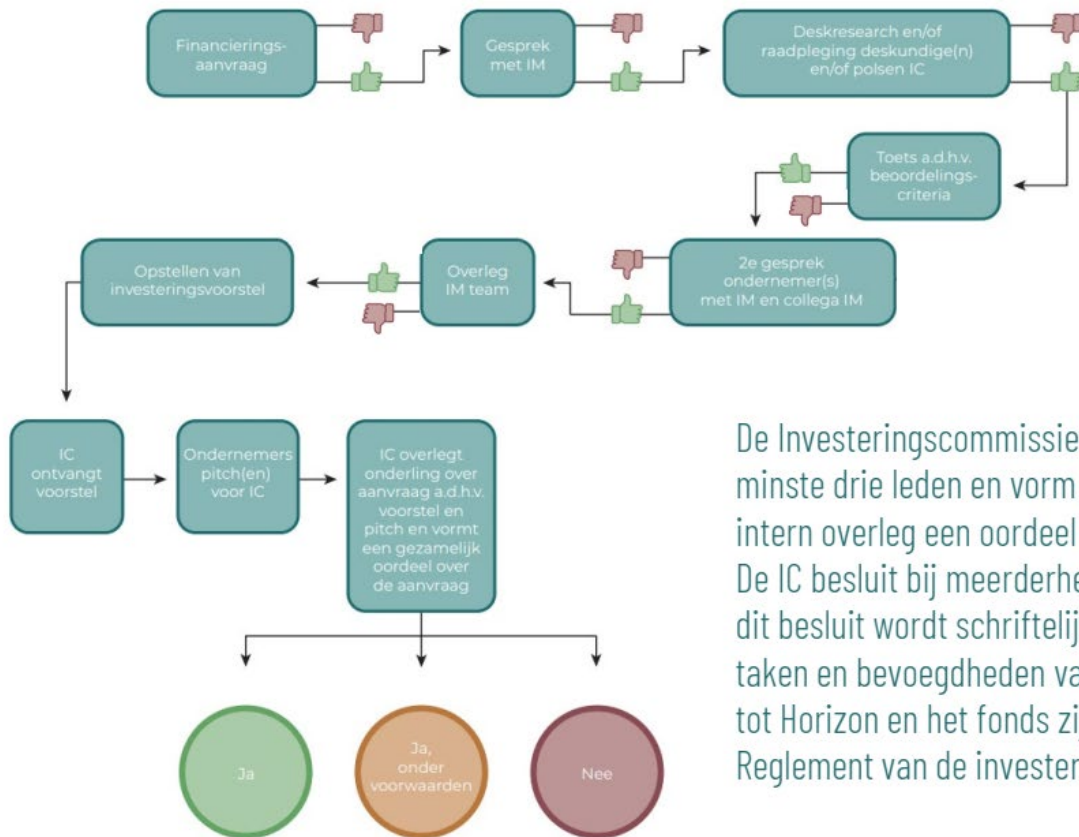 Financierings-
aanvraag
Gesprek
met IM
Deskresearch en/of
raadpleging deskundige(n)
en/of polsen IC
Toets a.d.h.v.
beoordelings-
criteria
2e gesprek
ondernemer(s)
met IM en collega IM
Overleg
IM team
Opstellen van
investeringsvoorstel
IC
ontvangt
voorstel
Ondernemers
pitch(en)
voor IC
IC overlegt
onderling over
aanvraag a.d.h.v.
voorstel en
pitch en vormt
een gezamelijk
oordeel over
de aanvraag
Ja
Ja,
onder
voorwaarden
Nee
De Investeringscommissie
minste drie leden en vorm
intern overleg een oordeel
De IC besluit bij meerderhe
dit besluit wordt schriftelij
taken en bevoegdheden va
tot Horizon en het fonds zij
Reglement van de invester